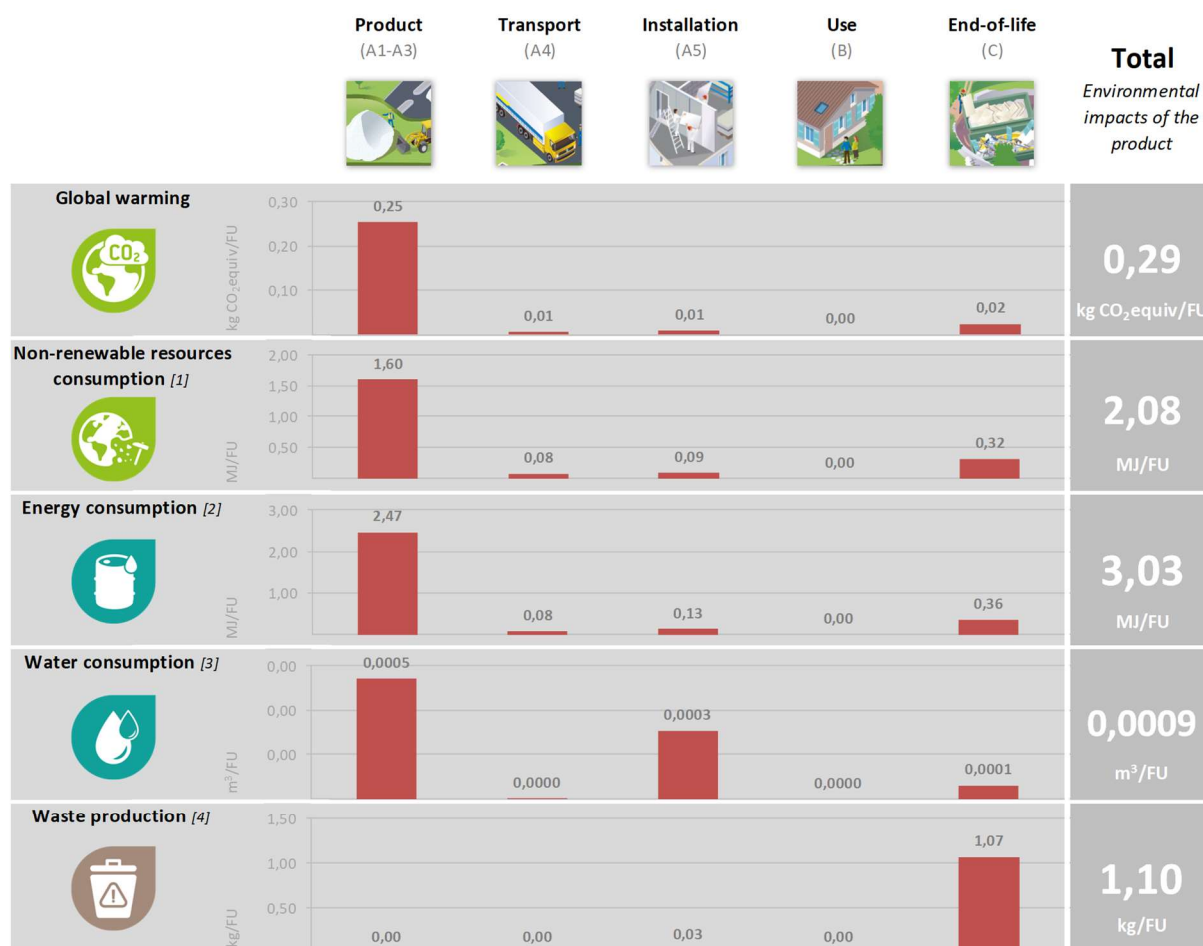 Product
(A1-A3)
Transport
(A4)
Installation
(A5)
Use
(B)
End-of-life
(C)
Total
Environmental
impacts of the
product
Global warming
CO₂
kg CO₂equiv/FU
0,30
0,20
0,10
0,25
0,01
0,01
0,00
0,02
0,29
kg CO₂equiv/FU
Non-renewable resources
consumption [1]
MJ/FU
2,00
1,50
1,00
0,50
1,60
0,08
0,09
0,00
0,32
2,08
MJ/FU
Energy consumption [2]
MJ/FU
3,00
2,00
1,00
2,47
0,08
0,13
0,00
0,36
3,03
MJ/FU
Water consumption [3]
m³/FU
0,00
0,00
0,00
0,0005
0,0000
0,0003
0,0000
0,0001
0,0009
m³/FU
Waste production [4]
kg/FU
1,50
1,00
0,50
0,00
0,00
0,03
0,00
1,07
1,10
kg/FU